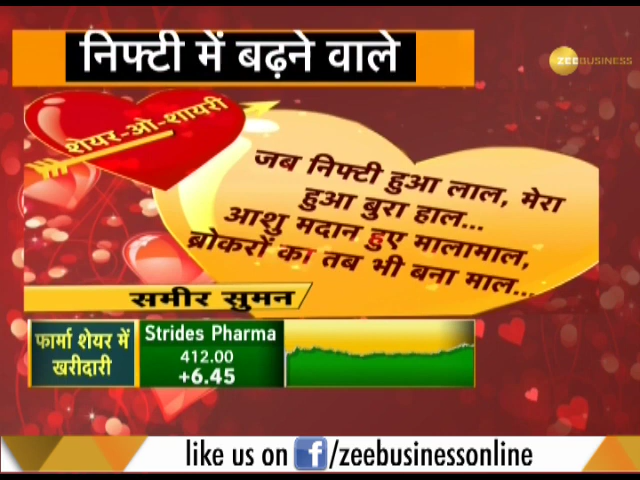 निफ्टी में बढ़ने वाले
ZEEBUSINESS
शेयर-ओ-शायरी
जब निफ्टी हुआ लाल, मेरा
हुआ बुरा हाल...
आशु मदान हुए मालामाल,
ब्रोकरों का तब भी बना माल...
समीर सुमन
फार्मा शेयर में
खरीदारी
Strides Pharma
412.00
+6.45
like us on f/zeebusinessonline